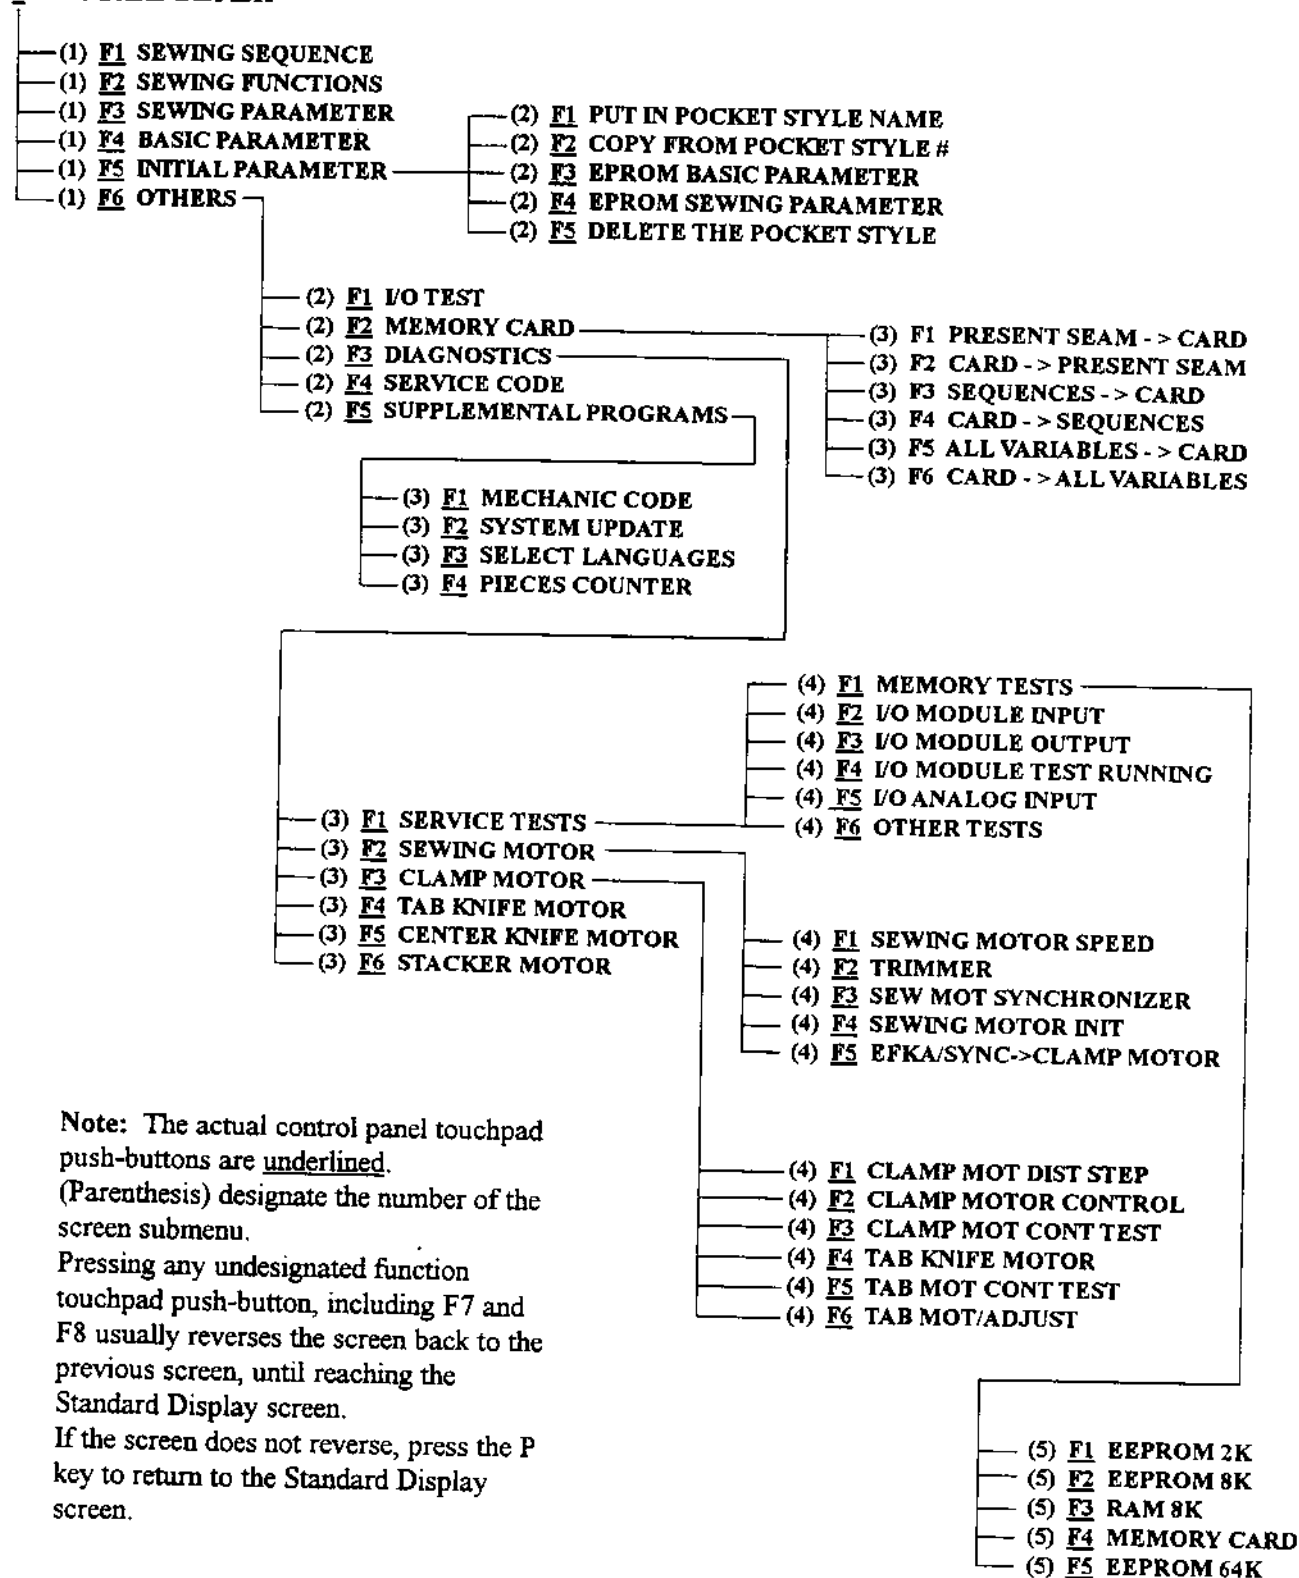 (1) F1 SEWING SEQUENCE
(1) F2 SEWING FUNCTIONS
(1) F3 SEWING PARAMETER
(1) F4 BASIC PARAMETER
(1) F5 INITIAL PARAMETER
(1) F6 OTHERS
(2) F1 PUT IN POCKET STYLE NAME
(2) F2 COPY FROM POCKET STYLE #
(2) F3 EPROM BASIC PARAMETER
(2) F4 EPROM SEWING PARAMETER
(2) F5 DELETE THE POCKET STYLE
(2) F1 I/O TEST
(2) F2 MEMORY CARD
(2) F3 DIAGNOSTICS
(2) F4 SERVICE CODE
(2) F5 SUPPLEMENTAL PROGRAMS
(3) F1 PRESENT SEAM - > CARD
(3) F2 CARD - > PRESENT SEAM
(3) F3 SEQUENCES - > CARD
(3) F4 CARD - > SEQUENCES
(3) F5 ALL VARIABLES - > CARD
(3) F6 CARD - > ALL VARIABLES
(3) F1 MECHANIC CODE
(3) F2 SYSTEM UPDATE
(3) F3 SELECT LANGUAGES
(3) F4 PIECES COUNTER
(4) F1 MEMORY TESTS
(4) F2 I/O MODULE INPUT
(4) F3 I/O MODULE OUTPUT
(4) F4 I/O MODULE TEST RUNNING
(4) F5 I/O ANALOG INPUT
(4) F6 OTHER TESTS
(3) F1 SERVICE TESTS
(3) F2 SEWING MOTOR
(3) F3 CLAMP MOTOR
(3) F4 TAB KNIFE MOTOR
(3) F5 CENTER KNIFE MOTOR
(3) F6 STACKER MOTOR
(4) F1 SEWING MOTOR SPEED
(4) F2 TRIMMER
(4) F3 SEW MOT SYNCHRONIZER
(4) F4 SEWING MOTOR INIT
(4) F5 EFKA/SYNC->CLAMP MOTOR
Note: The actual control panel touchpad
push-buttons are underlined.
(Parenthesis) designate the number of the
screen submenu.
Pressing any undesignated function
touchpad push-button, including F7 and
F8 usually reverses the screen back to the
previous screen, until reaching the
Standard Display screen.
If the screen does not reverse, press the P
key to return to the Standard Display
screen.
(4) F1 CLAMP MOT DIST STEP
(4) F2 CLAMP MOTOR CONTROL
(4) F3 CLAMP MOT CONT TEST
(4) F4 TAB KNIFE MOTOR
(4) F5 TAB MOT CONT TEST
(4) F6 TAB MOT/ADJUST
(5) F1 EEPROM 2K
(5) F2 EEPROM 8K
(5) F3 RAM 8K
(5) F4 MEMORY CARD
(5) F5 EEPROM 64K